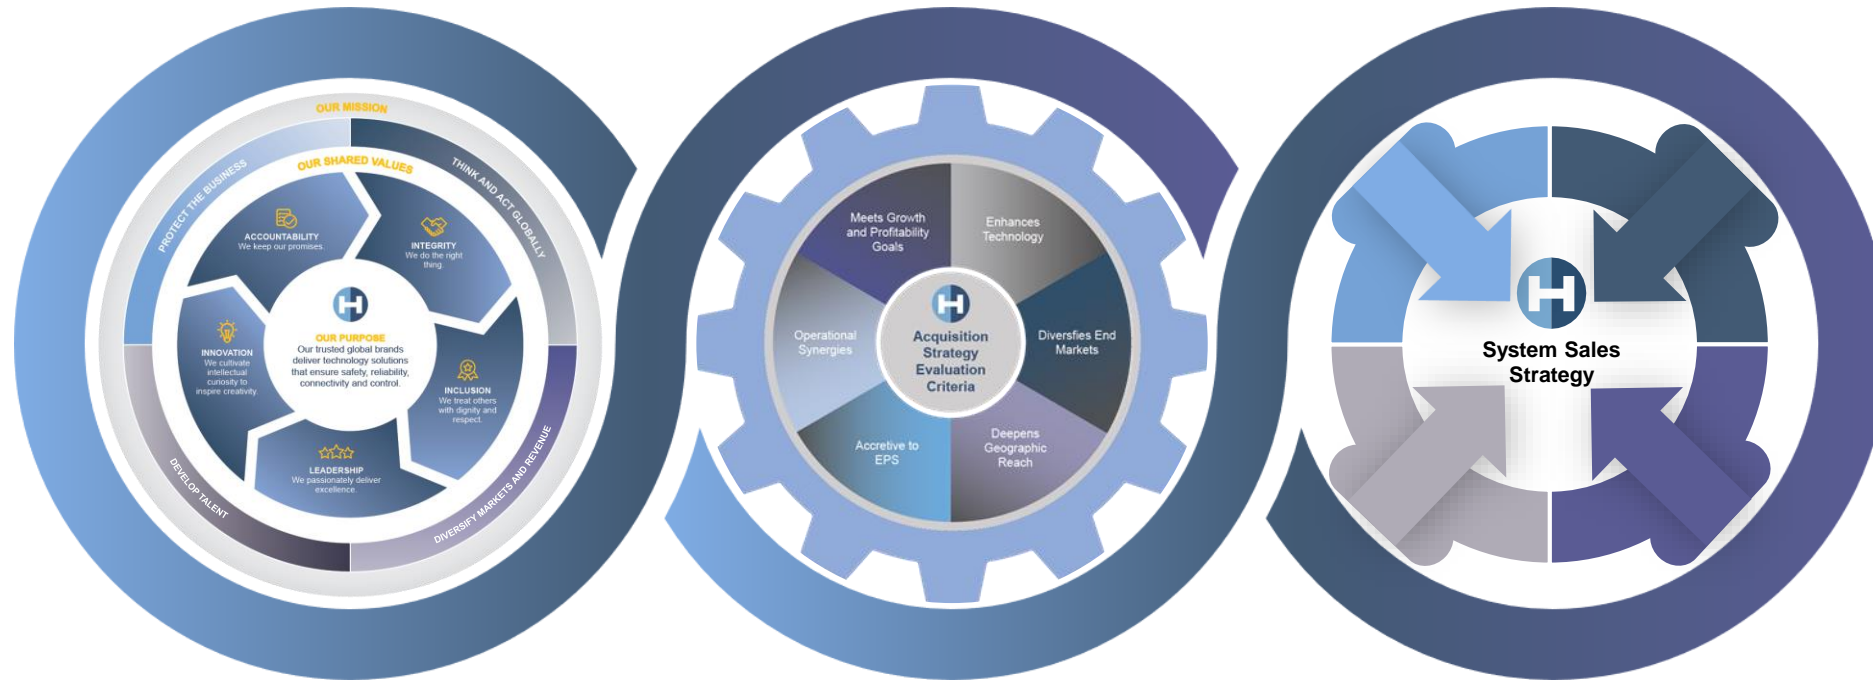 OUR MISSION
PROTECT THE BUSINESS
THINK AND ACT GLOBALLY
DIVERSIFY MARKETS AND REVENUE
DEVELOP TALENT
OUR SHARED VALUES
ACCOUNTABILITY
We keep our promises.
INTEGRITY
We do the right
thing.
INCLUSION
We treat others
with dignity and
respect.
LEADERSHIP
We passionately deliver
excellence.
INNOVATION
We cultivate
intellectual
curiosity to
inspire creativity.
H
OUR PURPOSE
Our trusted global brands
deliver technology solutions
that ensure safety, reliability,
connectivity and control.
Meets Growth
and Profitability
Goals
Enhances
Technology
Diversfies End
Markets
Deepens
Geographic
Reach
Accretive to
EPS
Operational
Synergies
H
Acquisition
Strategy
Evaluation
Criteria
H
System Sales
Strategy